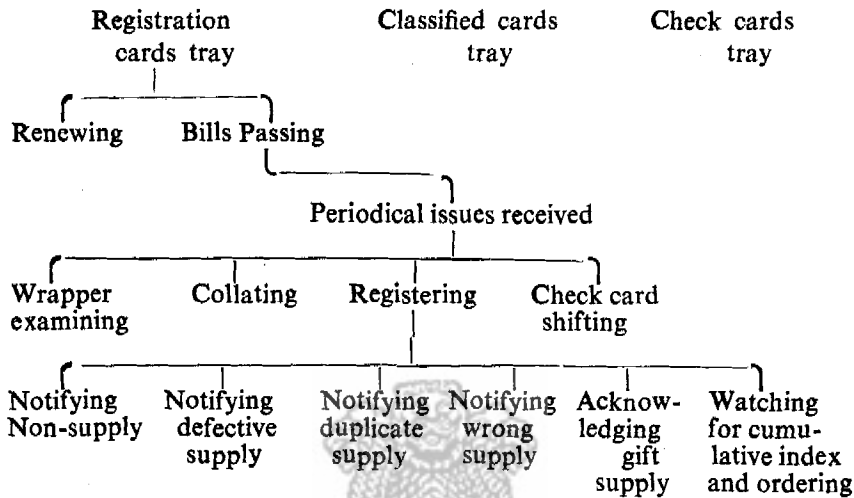 Registration Classified cards Check cards
cards tray tray tray
Renewing Bills Passing
Periodical issues received
Wrapper Collating Registering Check card
examining shifting
Notifying Notifying Notifying Notifying Acknow- Watching
Non-supply defective duplicate wrong ledging for cumu-
supply supply supply gift lative index
supply and ordering